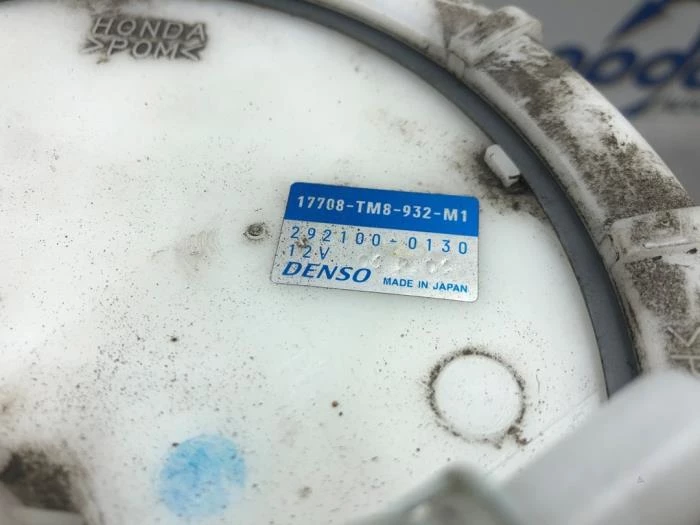 HONDA
>POM<
17708-TM8-932-M1
292100-0130
12V
DENSO MADE IN JAPAN